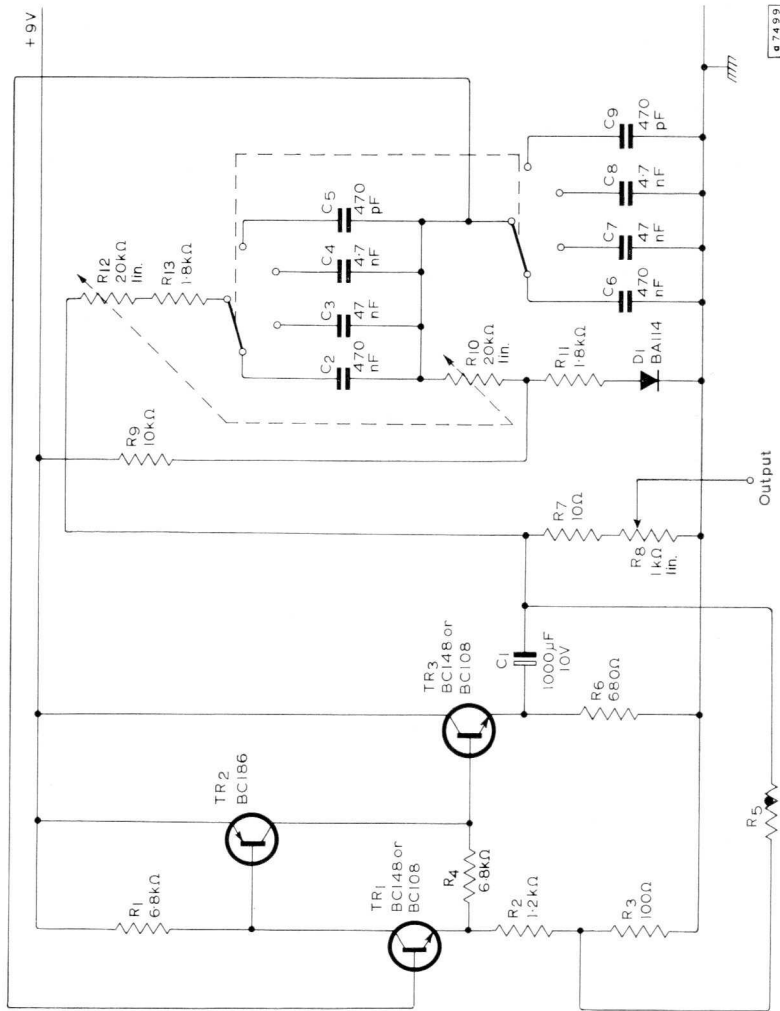 +9V
R12
20kΩ
lin.
R13
1·8kΩ
C5
470
pF
C4
4·7
nF
C3
47
nF
C2
470
nF
R9
10kΩ
R10
20kΩ
lin.
R11
1·8kΩ
D1
BA114
C9
470
pF
C8
4·7
nF
C7
47
nF
C6
470
nF
R7
10Ω
R8
1kΩ
lin.
Output
C1
1000µF
10V
TR3
BC148 or
BC108
R6
680Ω
TR2
BC186
R1
6·8kΩ
TR1
BC148 or
BC108
R4
6·8kΩ
R2
1·2kΩ
R3
100Ω
R5
a7499